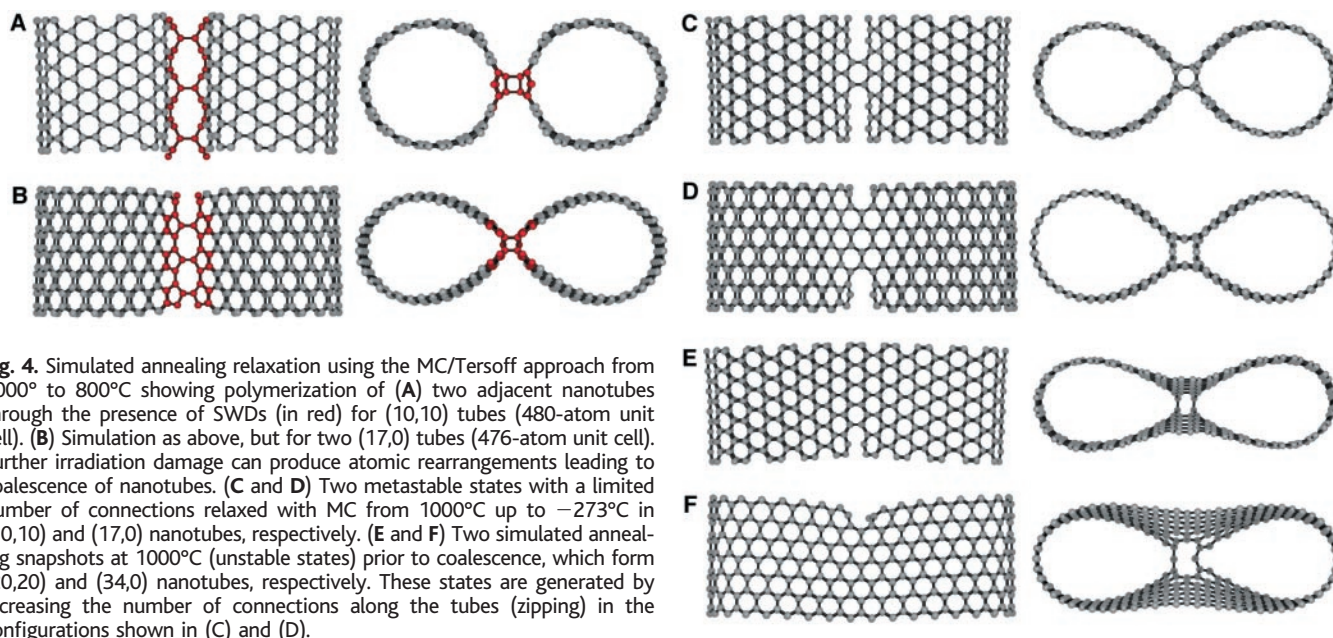 A
B
ig. 4. Simulated annealing relaxation using the MC/Tersoff approach from
000° to 800°C showing polymerization of (A) two adjacent nanotubes
rough the presence of SWDs (in red) for (10,10) tubes (480-atom unit
ll). (B) Simulation as above, but for two (17,0) tubes (476-atom unit cell).
urther irradiation damage can produce atomic rearrangements leading to
oalescence of nanotubes. (C and D) Two metastable states with a limited
umber of connections relaxed with MC from 1000°C up to −273°C in
0,10) and (17,0) nanotubes, respectively. (E and F) Two simulated anneal-
g snapshots at 1000°C (unstable states) prior to coalescence, which form
0,20) and (34,0) nanotubes, respectively. These states are generated by
creasing the number of connections along the tubes (zipping) in the
onfigurations shown in (C) and (D).
C
D
E
F